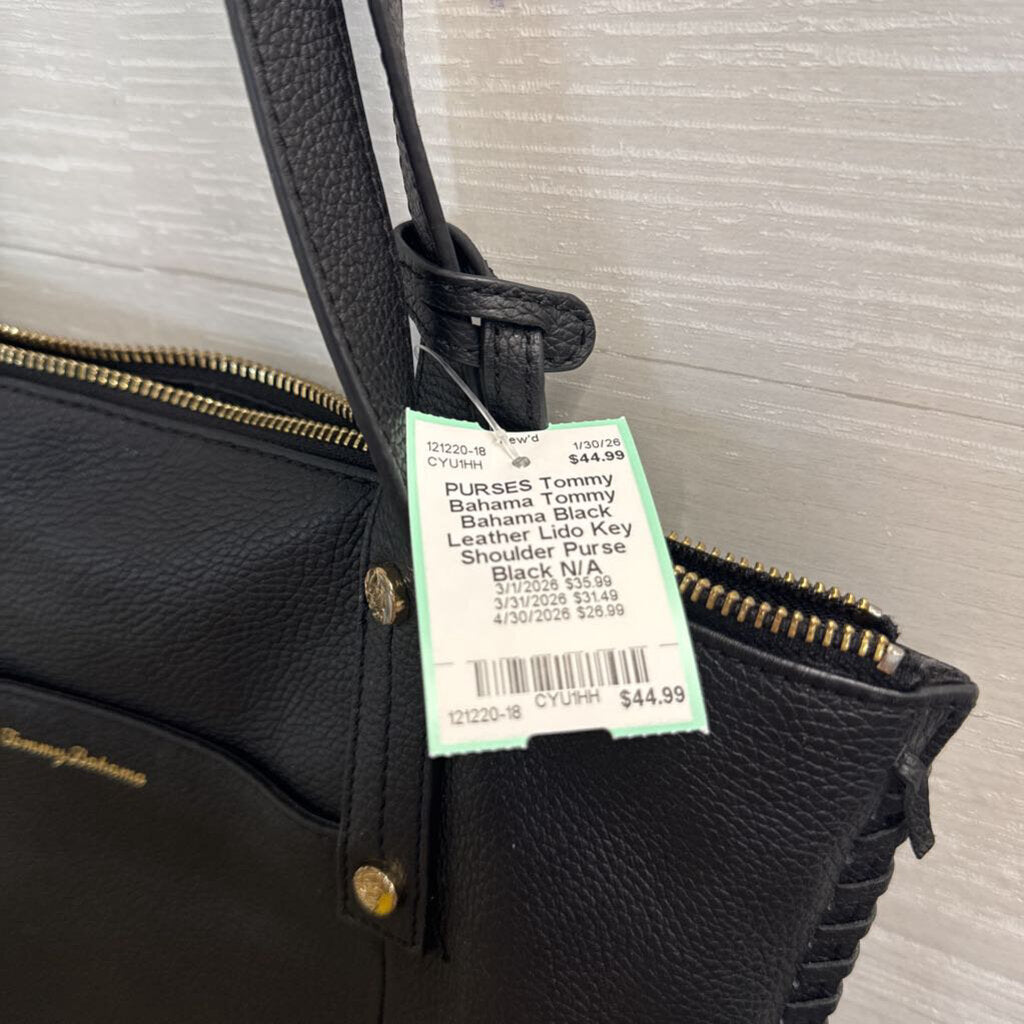 121220-18 1/30/26
CYU1HH $44.99
PURSES Tommy
Bahama Tommy
Bahama Black
Leather Lido Key
Shoulder Purse
Black N/A
3/1/2026 $35.99
3/31/2026 $31.49
4/30/2026 $26.99
CYU1HH
121220-18 $44.99
Tommy Bahama